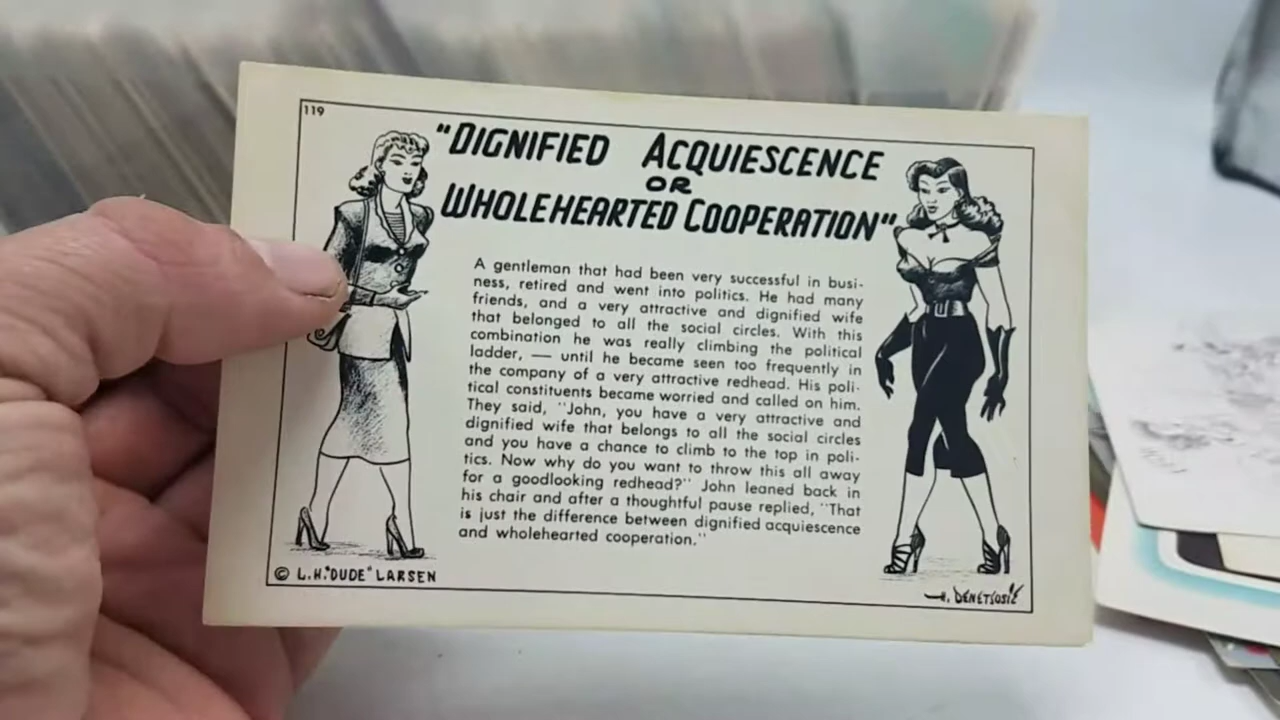 119
"DIGNIFIED ACQUIESCENCE
OR
WHOLEHEARTED COOPERATION"
A gentleman that had been very successful in busi-
ness, retired and went into politics. He had many
friends, and a very attractive and dignified wife
that belonged to all the social circles. With this
combination he was really climbing the political
ladder, — until he became seen too frequently in
the company of a very attractive redhead. His poli-
tical constituents became worried and called on him.
They said, "John, you have a very attractive and
dignified wife that belongs to all the social circles
and you have a chance to climb to the top in poli-
tics. Now why do you want to throw this all away
for a goodlooking redhead?" John leaned back in
his chair and after a thoughtful pause replied, "That
is just the difference between dignified acquiescence
and wholehearted cooperation."
© L.H. "DUDE" LARSEN
H. DENETSOSIE